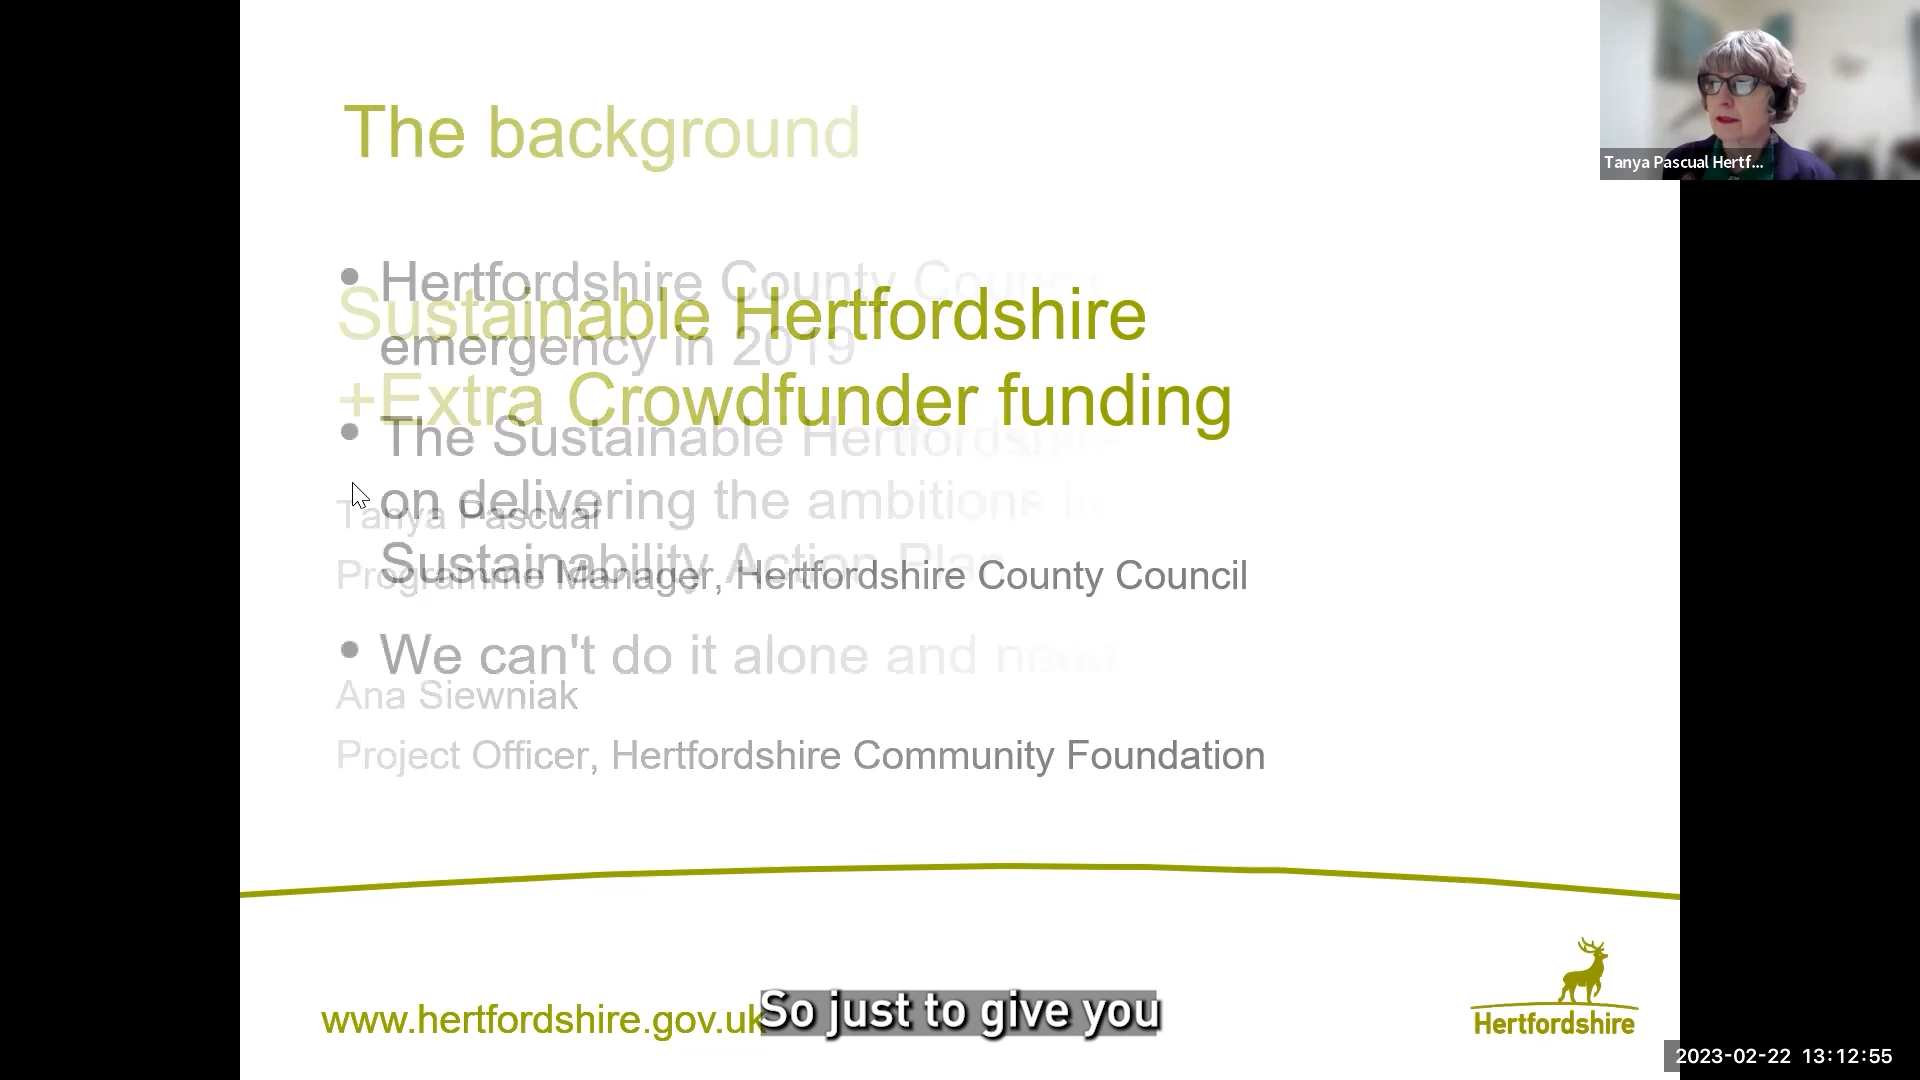 The background
• Hertfordshire County
emergency in 2019
• The Sustainable Hertfordshire
on delivering the ambitions
Sustainability Action Plan
• We can't do it alone and
Sustainable Hertfordshire
+Extra Crowdfunder funding
Tanya Pascual
Programme Manager, Hertfordshire County Council
Ana Siewniak
Project Officer, Hertfordshire Community Foundation
Tanya Pascual Hertf...
www.hertfordshire.gov.uk
So just to give you
Hertfordshire
2023-02-22 13:12:55